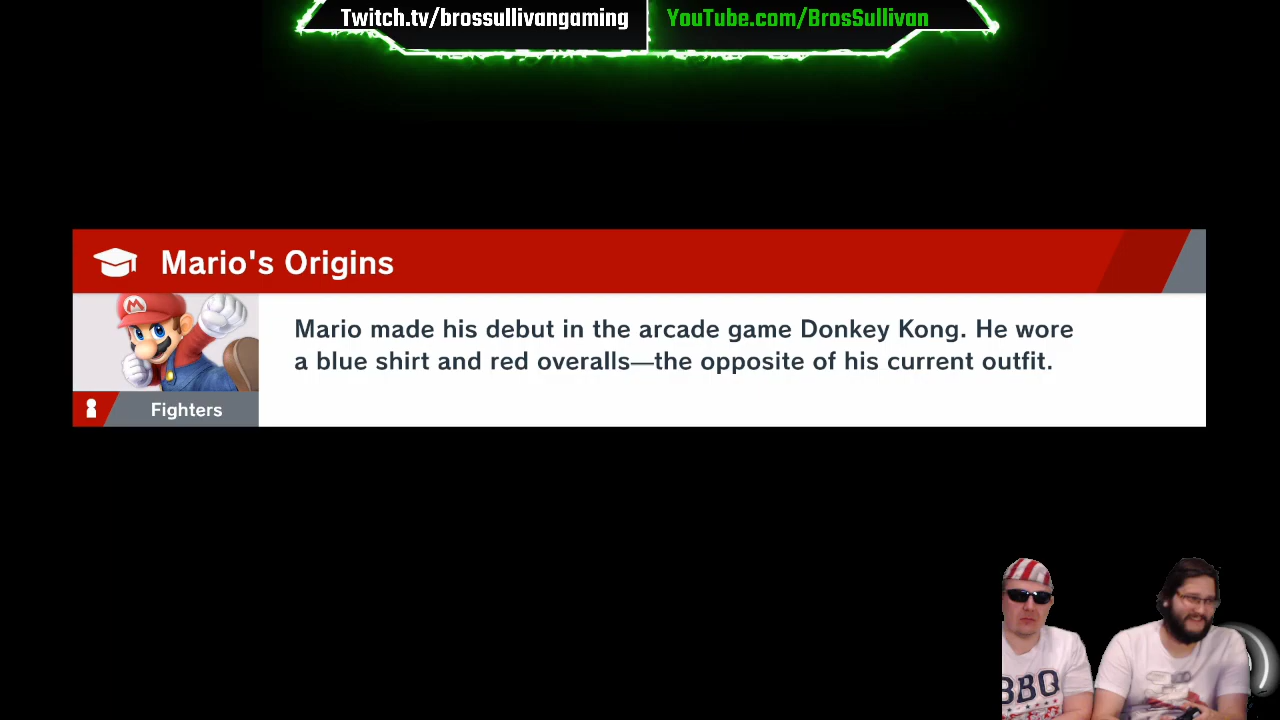 Twitch.tv/brossullivangaming
YouTube.com/BrosSullivan
Mario's Origins
Mario made his debut in the arcade game Donkey Kong. He wore
a blue shirt and red overalls—the opposite of his current outfit.
Fighters
M
BBQ